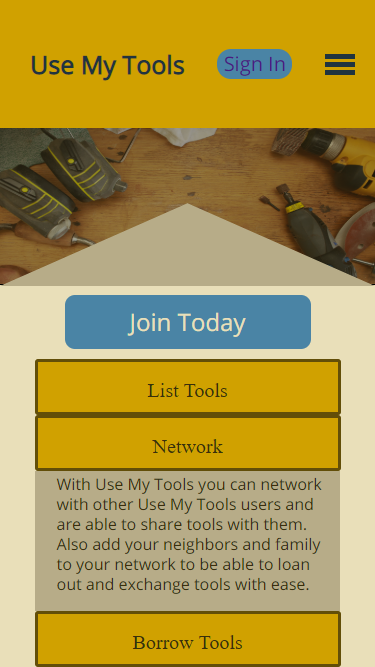 Use My Tools
Sign In
Join Today
List Tools
Network
With Use My Tools you can network
with other Use My Tools users and
are able to share tools with them.
Also add your neighbors and family
to your network to be able to loan
out and exchange tools with ease.
Borrow Tools